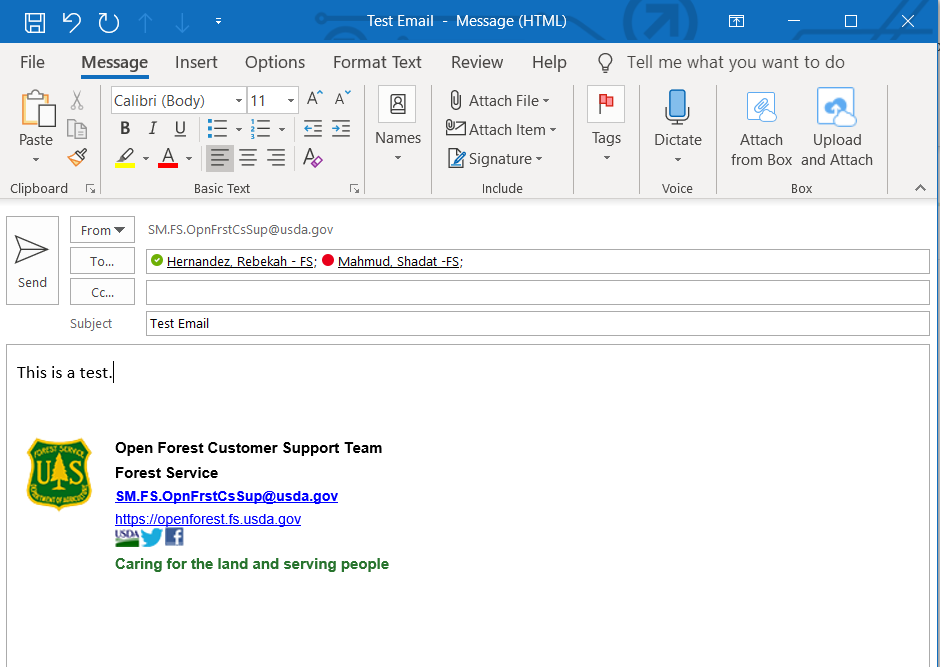 Test Email - Message (HTML)
File Message Insert Options Format Text Review Help Tell me what you want to do
Paste
Calibri (Body) 11
B I U
A
Names
Attach File
Attach Item
Signature
Tags
Dictate
Attach from Box
Upload and Attach
Clipboard Basic Text Include Voice Box
Send
From SM.FS.OpnFrstCsSup@usda.gov
To... Hernandez, Rebekah - FS; Mahmud, Shadat -FS;
Cc...
Subject Test Email
This is a test.
FOREST SERVICE
UAS
DEPARTMENT OF AGRICULTURE
Open Forest Customer Support Team
Forest Service
SM.FS.OpnFrstCsSup@usda.gov
https://openforest.fs.usda.gov
USDA
Caring for the land and serving people